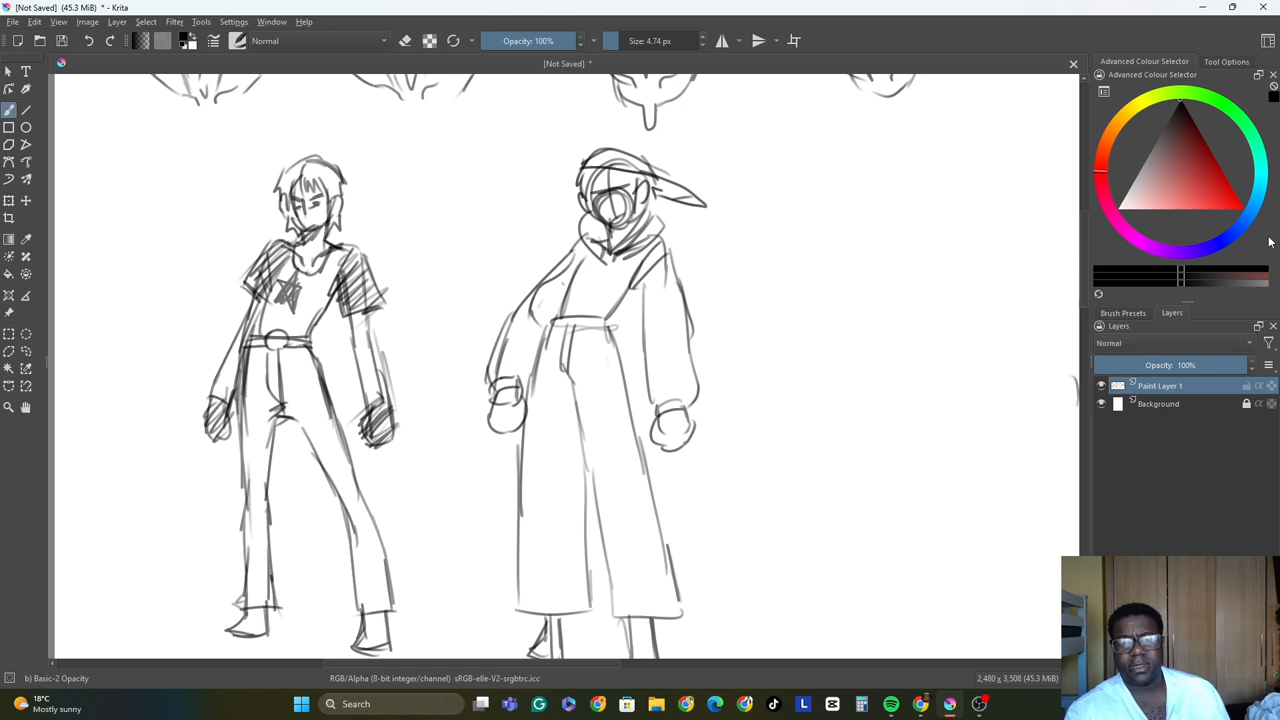 [Not Saved] (45.3 MiB) * - Krita
File Edit View Image Layer Select Filter Tools Settings Window Help
Normal Opacity: 100% Size: 4.74 px
[Not Saved] *
Advanced Colour Selector Tool Options
Advanced Colour Selector
Brush Presets Layers
Layers
Normal
Opacity: 100%
Paint Layer 1
Background
b) Basic-2 Opacity RGB/Alpha (8-bit integer/channel) sRGB-elle-V2-srgbtrc.icc 2,480 x 3,508 (45.3 MiB)
18°C
Mostly sunny
Search